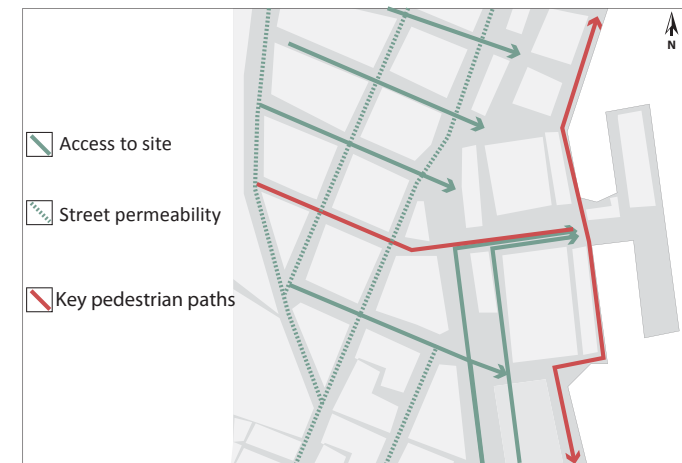 N
Access to site
Street permeability
Key pedestrian paths